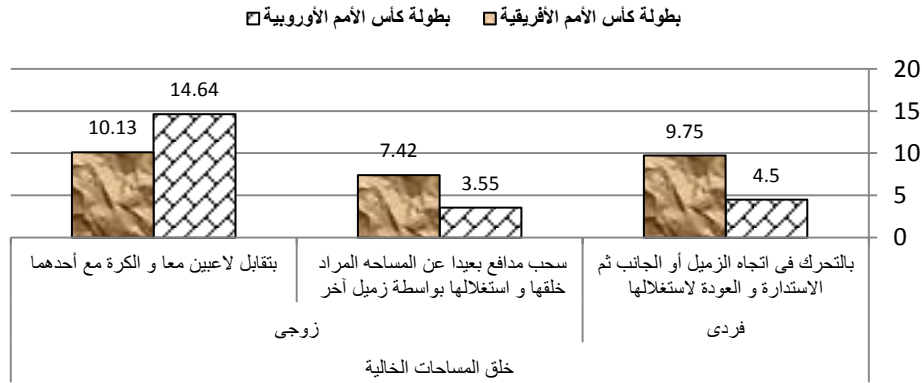 بطولة كأس الأمم الأوروبية بطولة كأس الأمم الأفريقية
20
15
10
5
0
9.75
4.5
7.42
3.55
10.13
14.64
بالتحرك فى اتجاه الزميل أو الجانب ثم
الاستدارة و العودة لاستغلالها
سحب مدافع بعيدا عن المساحه المراد
خلقها و استغلالها بواسطة زميل آخر
بتقابل لاعبين معا و الكرة مع أحدهما
فردى
زوجى
خلق المساحات الخالية